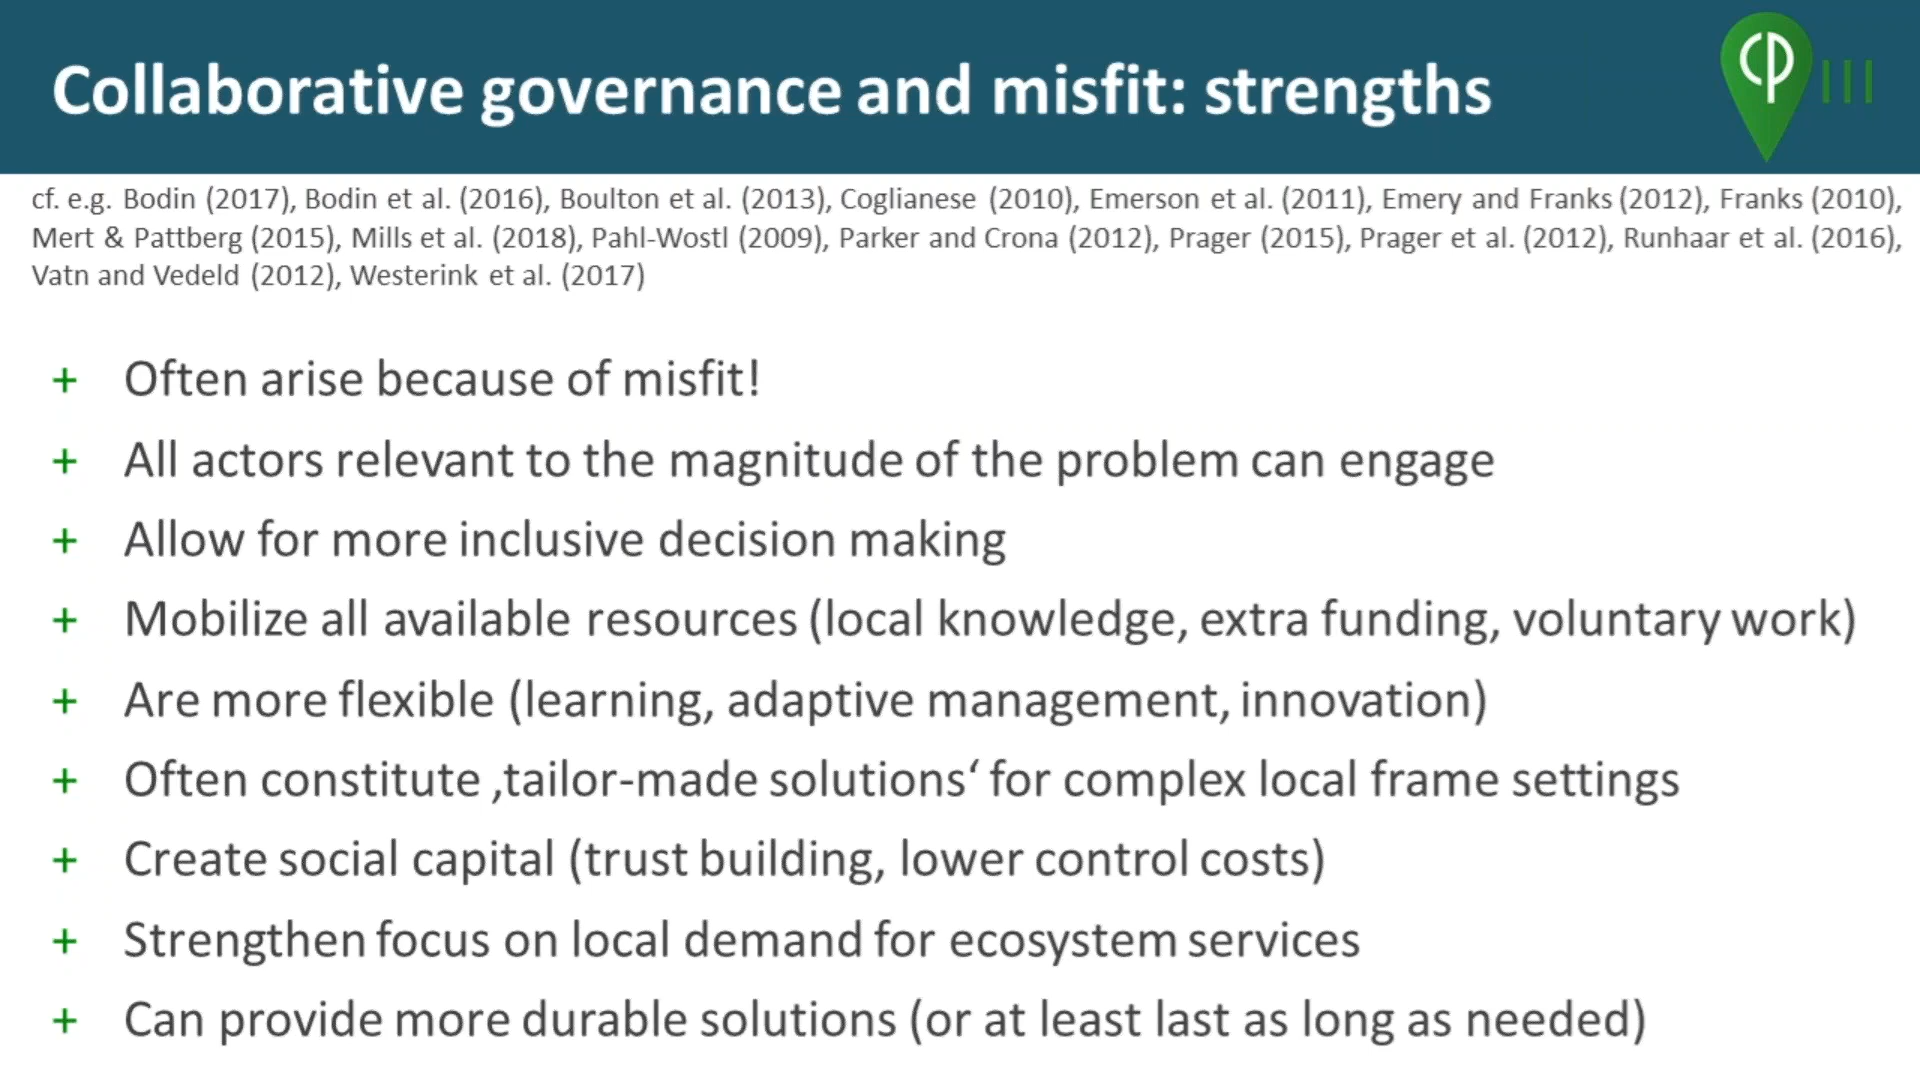 Collaborative governance and misfit: strengths
cf. e.g. Bodin (2017), Bodin et al. (2016), Boulton et al. (2013), Coglianese (2010), Emerson et al. (2011), Emery and Franks (2012), Franks (2010),
Mert & Pattberg (2015), Mills et al. (2018), Pahl-Wostl (2009), Parker and Crona (2012), Prager (2015), Prager et al. (2012), Runhaar et al. (2016),
Vatn and Vedeld (2012), Westerink et al. (2017)
+ Often arise because of misfit!
+ All actors relevant to the magnitude of the problem can engage
+ Allow for more inclusive decision making
+ Mobilize all available resources (local knowledge, extra funding, voluntary work)
+ Are more flexible (learning, adaptive management, innovation)
+ Often constitute ‚tailor-made solutions‘ for complex local frame settings
+ Create social capital (trust building, lower control costs)
+ Strengthen focus on local demand for ecosystem services
+ Can provide more durable solutions (or at least last as long as needed)